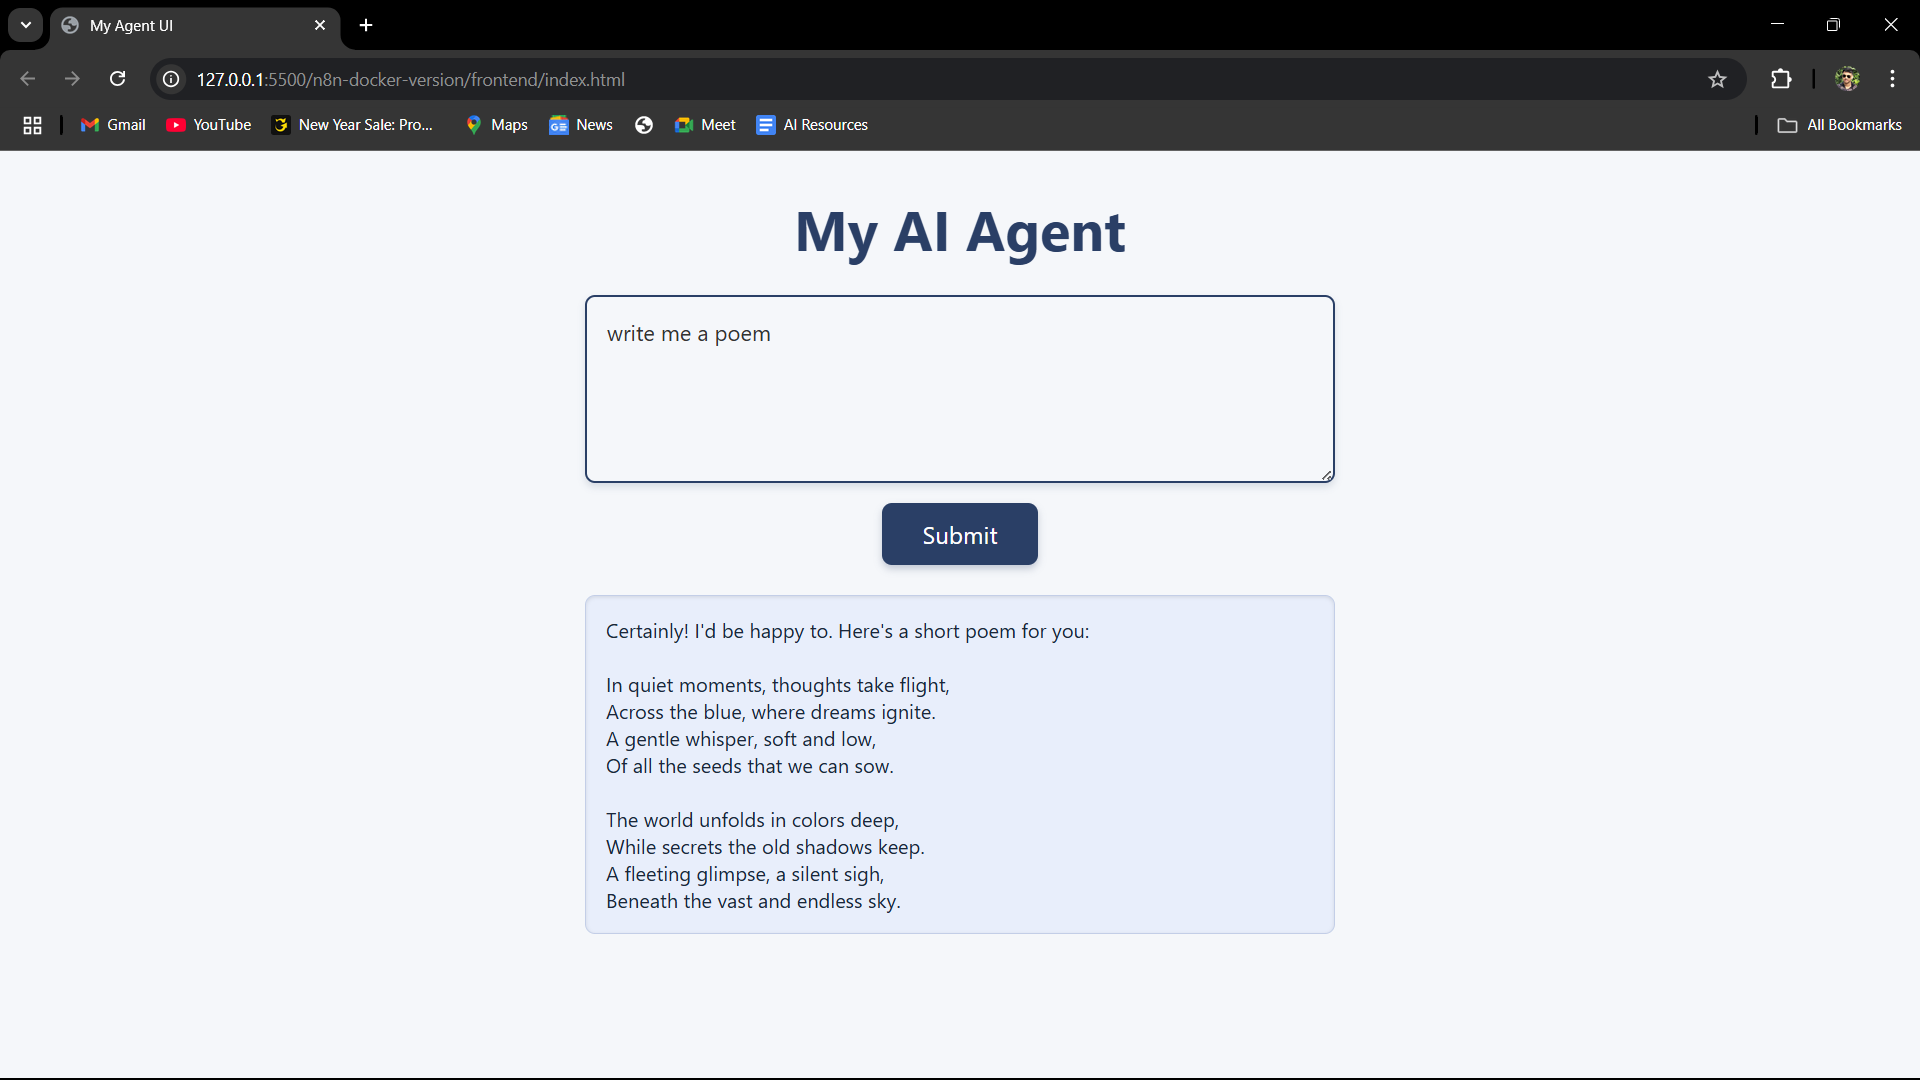 My Agent UI
127.0.0.1:5500/n8n-docker-version/frontend/index.html
Gmail
YouTube
New Year Sale: Pro...
Maps
News
Meet
AI Resources
All Bookmarks
My AI Agent
write me a poem
Submit
Certainly! I'd be happy to. Here's a short poem for you:
In quiet moments, thoughts take flight,
Across the blue, where dreams ignite.
A gentle whisper, soft and low,
Of all the seeds that we can sow.
The world unfolds in colors deep,
While secrets the old shadows keep.
A fleeting glimpse, a silent sigh,
Beneath the vast and endless sky.